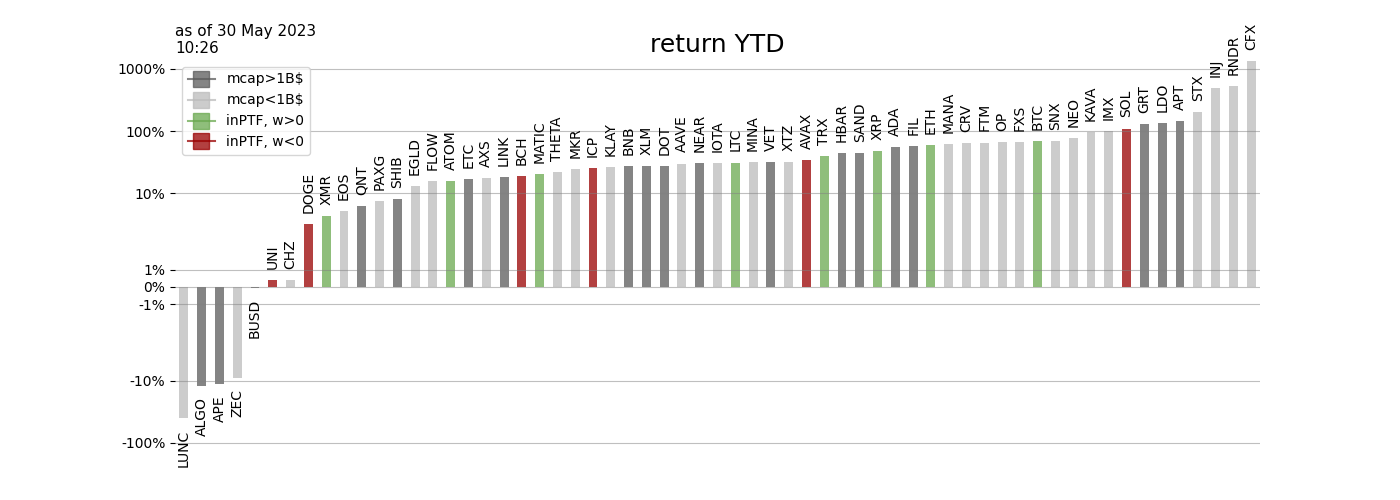 as of 30 May 2023
10:26
return YTD
mcap>1B$
mcap<1B$
inPTF, w>0
inPTF, w<0
1000%
100%
10%
1%
0%
-1%
-10%
-100%
LUNC
ALGO
APE
ZEC
BUSD
UNI
CHZ
DOGE
XMR
EOS
QNT
PAXG
SHIB
EGLD
FLOW
ATOM
ETC
AXS
LINK
BCH
MATIC
THETA
MKR
ICP
KLAY
BNB
XLM
DOT
AAVE
NEAR
IOTA
LTC
MINA
VET
XTZ
AVAX
TRX
HBAR
SAND
XRP
ADA
FIL
ETH
MANA
CRV
FTM
OP
FXS
BTC
SNX
NEO
KAVA
IMX
SOL
GRT
LDO
APT
STX
INJ
RNDR
CFX